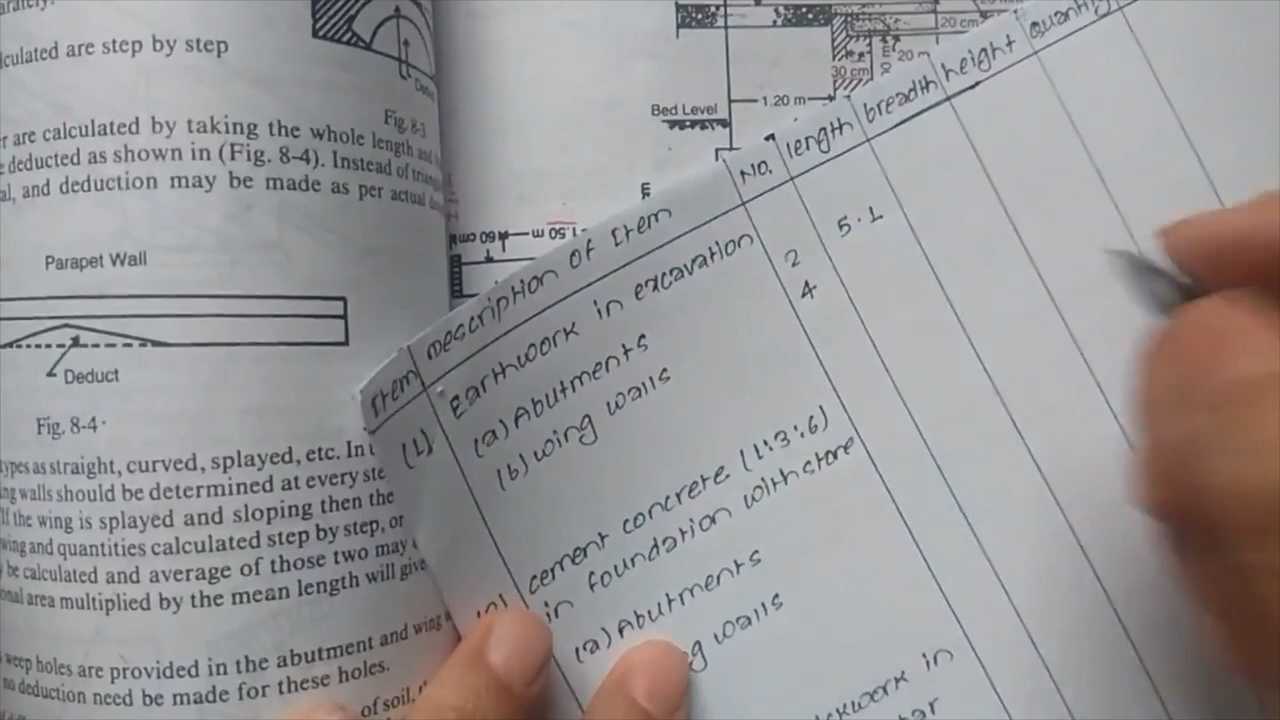 lculated are step by step
Fig. 8-3
er are calculated by taking the whole length and
e deducted as shown in (Fig. 8-4). Instead of
al, and deduction may be made as per actual
Parapet Wall
Deduct
Fig. 8-4
types as straight, curved, splayed, etc. In
ng walls should be determined at every ste
If the wing is splayed and sloping then the
wing and quantities calculated step by step, or
be calculated and average of those two may
onal area multiplied by the mean length will give
weep holes are provided in the abutment and wing
no deduction need be made for these holes.
of soil,
20 cm
20 m
30 cm
1.20 m
Bed Level
1.50 m
60 cm
Item Description of Item No. length breadth height quantity
(1) Earthwork in excavation
(a) Abutments 2 5.1
(b) wing walls 4
cement concrete (1:3:6)
in foundation with stone
(a) Abutments
walls
in